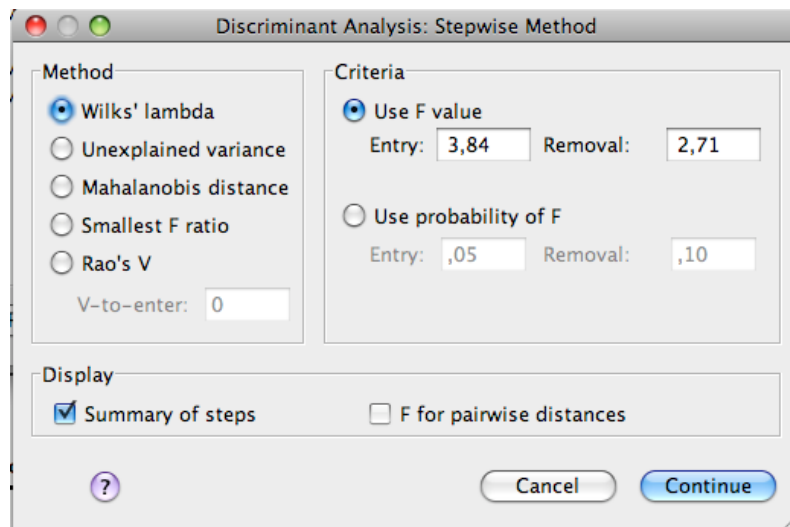 Discriminant Analysis: Stepwise Method
Method
Wilks' lambda
Unexplained variance
Mahalanobis distance
Smallest F ratio
Rao's V
V-to-enter: 0
Criteria
Use F value
Entry: 3,84 Removal: 2,71
Use probability of F
Entry: ,05 Removal: ,10
Display
Summary of steps F for pairwise distances
? Cancel Continue